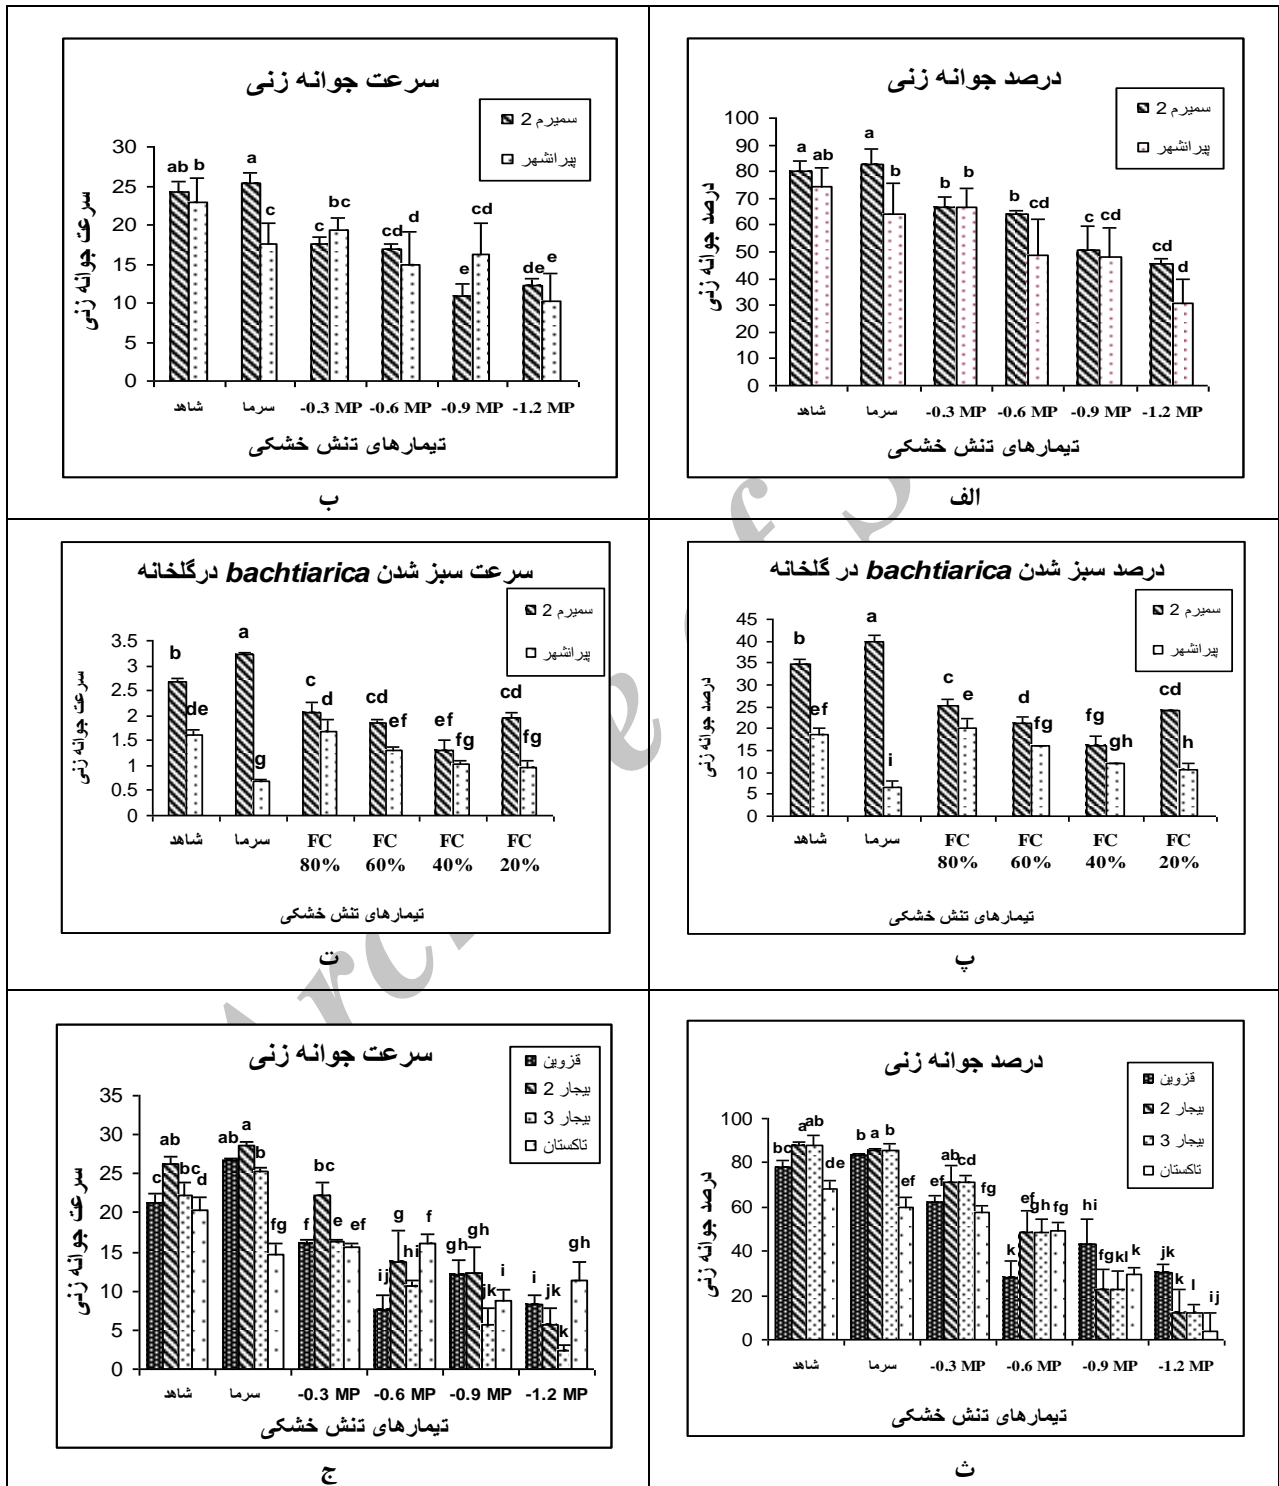 درصد جوانه زنی
سمیرم 2
پیرانشهر
درصد جوانه زنی
100
90
80
70
60
50
40
30
20
10
0
a ab a b b b b cd c cd cd d
شاهد سرما -0.3 MP -0.6 MP -0.9 MP -1.2 MP
تیمارهای تنش خشکی
الف
سرعت جوانه زنی
سمیرم 2
پیرانشهر
سرعت جوانه زنی
30
25
20
15
10
5
0
ab b a c c bc cd d e cd de e
شاهد سرما -0.3 MP -0.6 MP -0.9 MP -1.2 MP
تیمارهای تنش خشکی
ب
درصد سبز شدن bachtiarica در گلخانه
سمیرم 2
پیرانشهر
درصد جوانه زنی
45
40
35
30
25
20
15
10
5
0
b ef a i c e d fg fg gh cd h
شاهد سرما FC FC FC FC
80% 60% 40% 20%
تیمارهای تنش خشکی
پ
سرعت سبز شدن bachtiarica درگلخانه
سمیرم 2
پیرانشهر
سرعت جوانه زنی
3.5
3
2.5
2
1.5
1
0.5
0
b de a g c d cd ef ef fg cd fg
شاهد سرما FC FC FC FC
80% 60% 40% 20%
تیمارهای تنش خشکی
ت
درصد جوانه زنی
قزوین
بیجار 2
بیجار 3
تاکستان
درصد جوانه زنی
100
80
60
40
20
0
bc a ab de b a b ef ef ab cd fg k ef gh fg hi fg kl k jk k l ij
شاهد سرما -0.3 MP -0.6 MP -0.9 MP -1.2 MP
تیمارهای تنش خشکی
ث
سرعت جوانه زنی
قزوین
بیجار 2
بیجار 3
تاکستان
سرعت جوانه زنی
35
30
25
20
15
10
5
0
c ab bc d ab a b fg f bc e ef ij g hi f gh gh jk i i jk k gh
شاهد سرما -0.3 MP -0.6 MP -0.9 MP -1.2 MP
تیمارهای تنش خشکی
ج